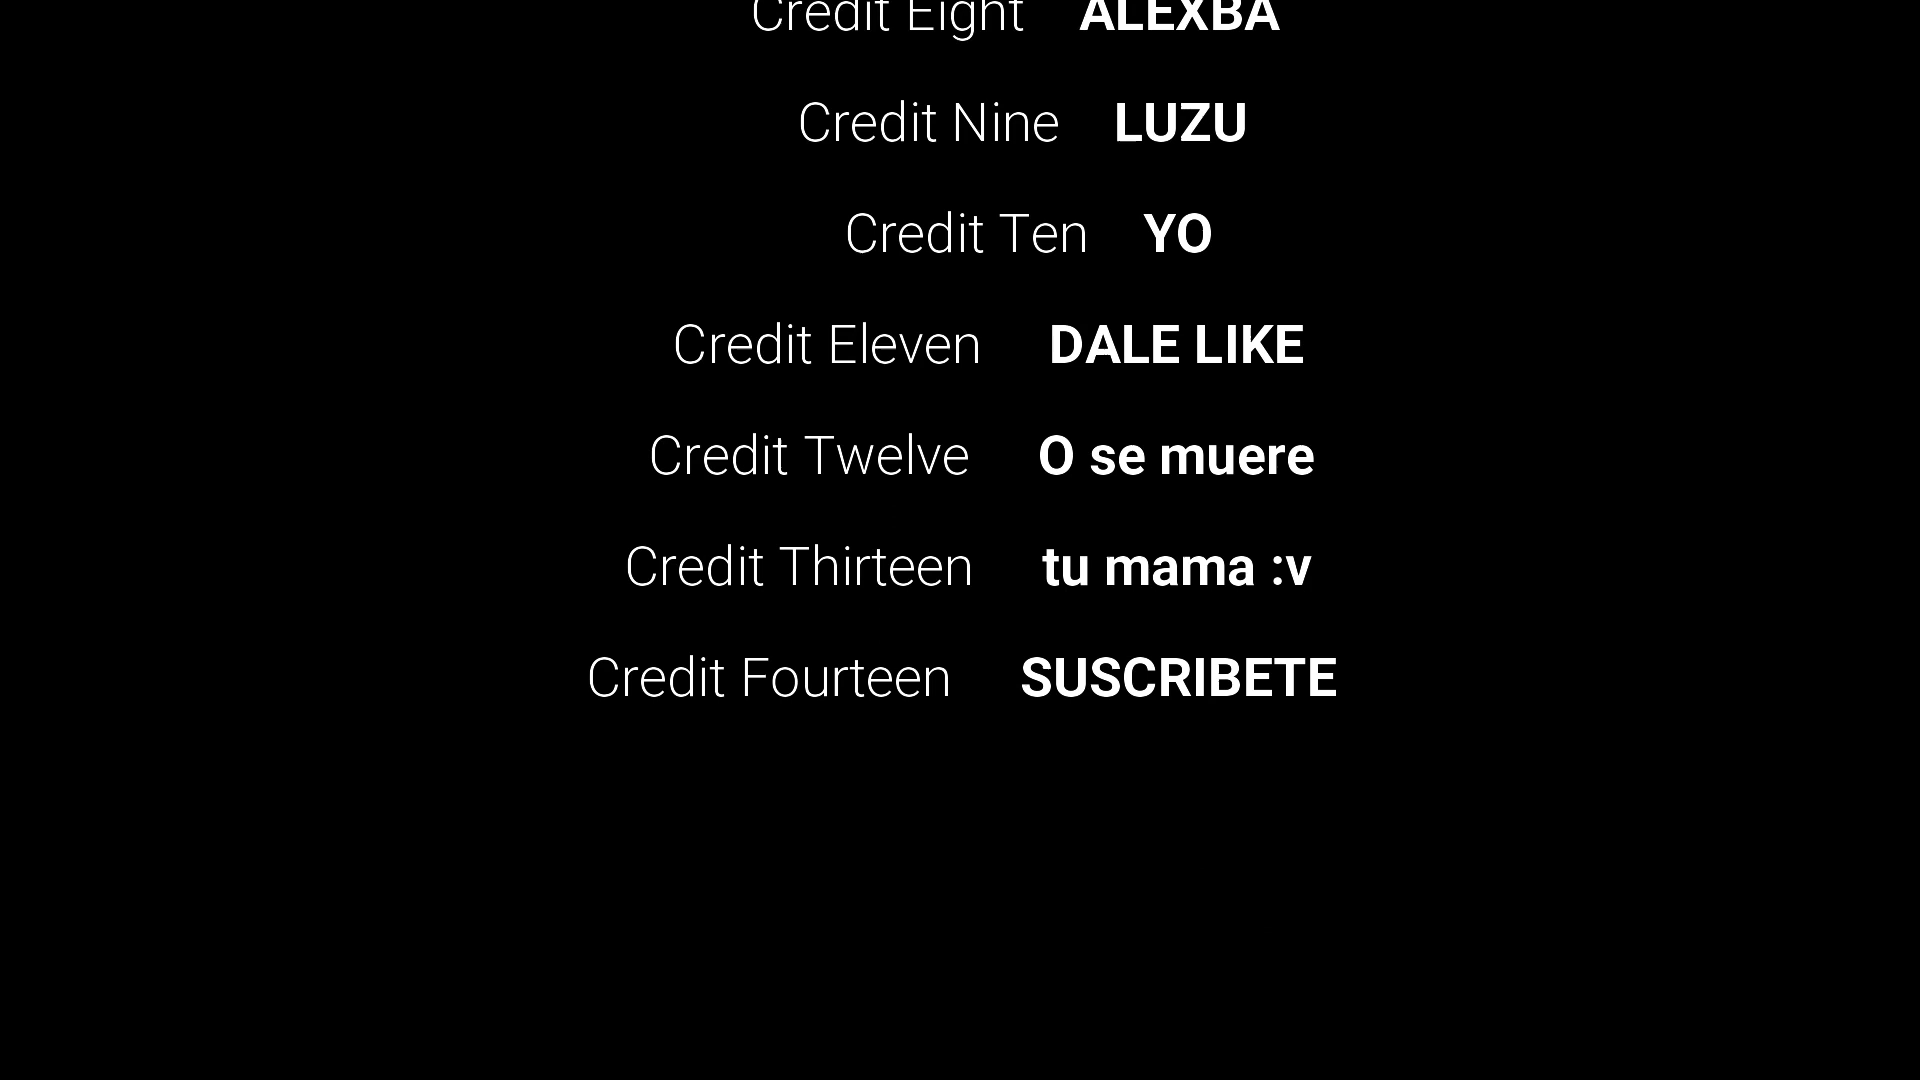 Credit Eight ALEXBA
Credit Nine LUZU
Credit Ten YO
Credit Eleven DALE LIKE
Credit Twelve O se muere
Credit Thirteen tu mama :v
Credit Fourteen SUSCRIBETE